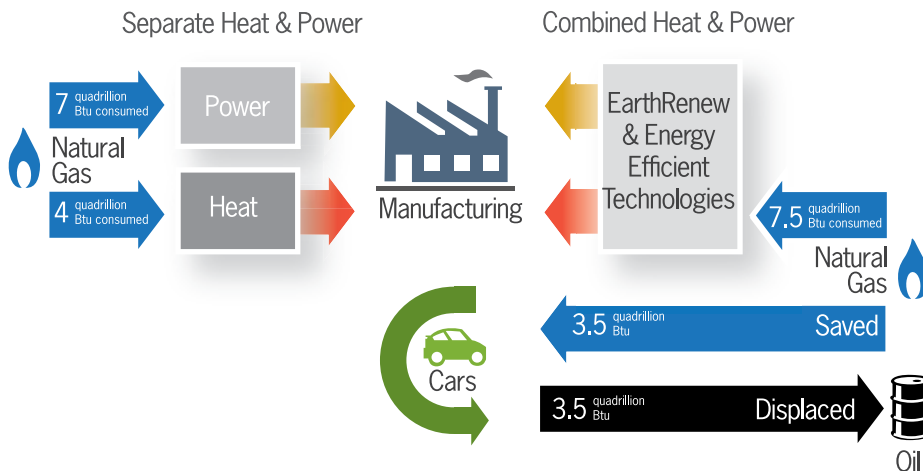 Separate Heat & Power
Combined Heat & Power
7 quadrillion
Btu consumed
Power
Natural
Gas
4 quadrillion
Btu consumed
Heat
Manufacturing
EarthRenew
& Energy
Efficient
Technologies
7.5 quadrillion
Btu consumed
Natural
Gas
3.5 quadrillion
Btu
Saved
Cars
3.5 quadrillion
Btu
Displaced
Oil